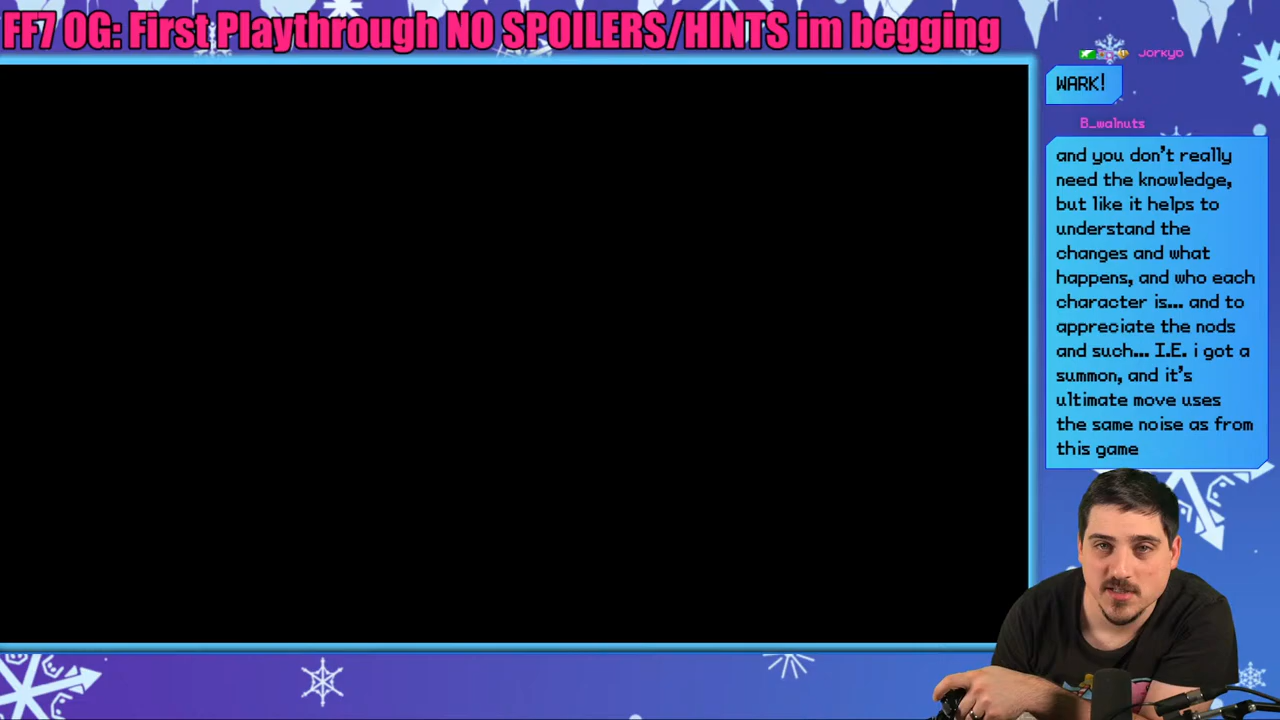 FF7 OG: First Playthrough NO SPOILERS/HINTS im begging
Jorkyo
WARK!
B_walnuts
and you don't really
need the knowledge,
but like it helps to
understand the
changes and what
happens, and who each
character is... and to
appreciate the nods
and such... I.E. i got a
summon, and it's
ultimate move uses
the same noise as from
this game